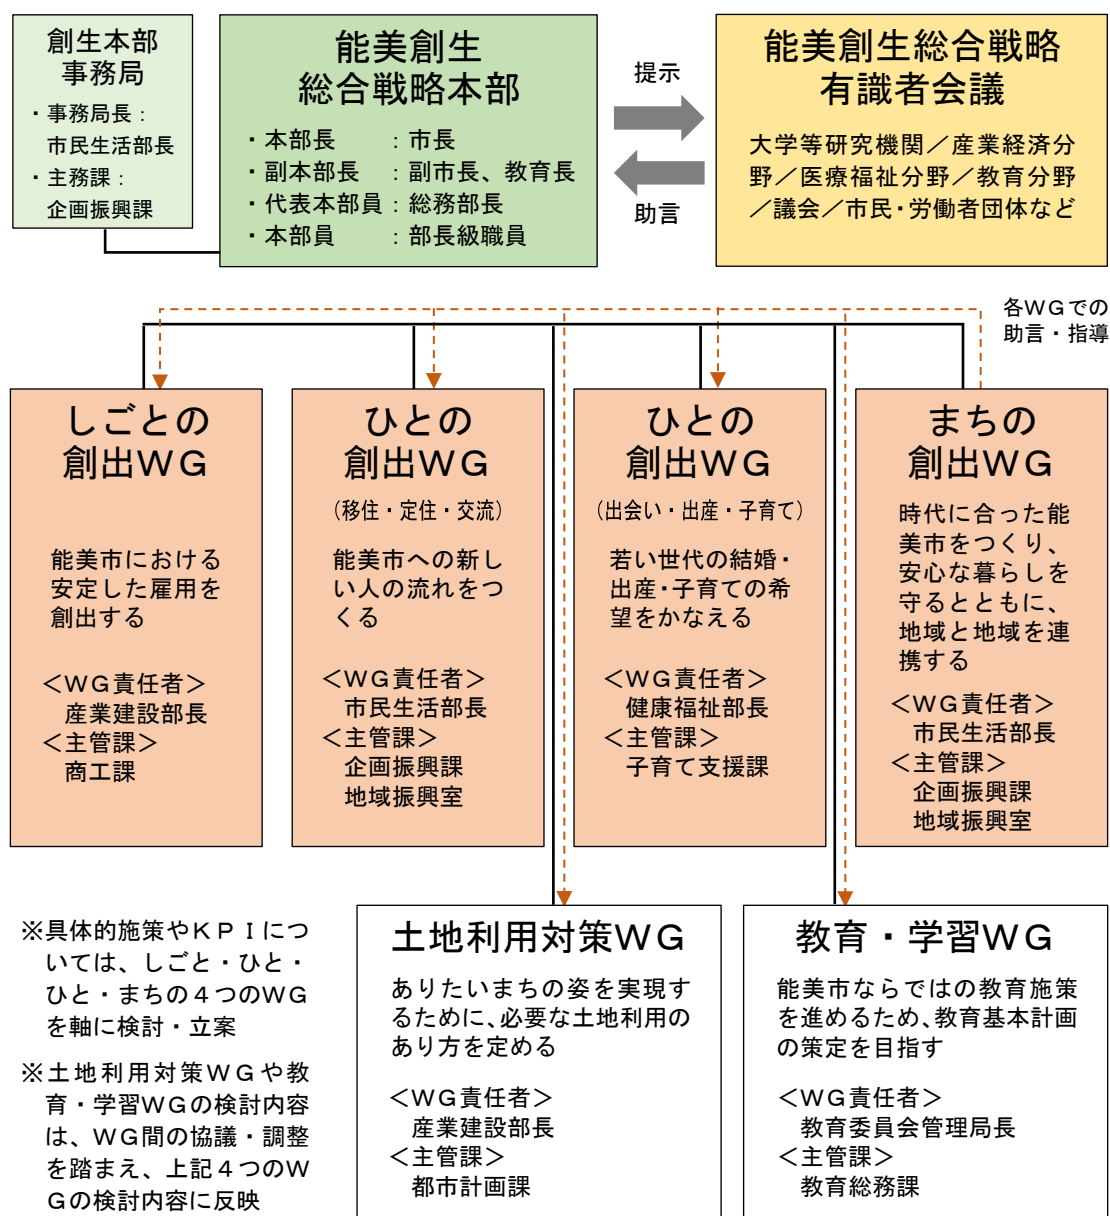 創生本部
事務局
・事務局長：
市民生活部長
・主務課：
企画振興課
能美創生
総合戦略本部
・本部長　　：市長
・副本部長　：副市長、教育長
・代表本部員：総務部長
・本部員　　：部長級職員
提示
助言
能美創生総合戦略
有識者会議
大学等研究機関／産業経済分
野／医療福祉分野／教育分野
／議会／市民・労働者団体など
各ＷＧでの
助言・指導
しごとの
創出ＷＧ
能美市における
安定した雇用を
創出する
＜ＷＧ責任者＞
産業建設部長
＜主管課＞
商工課
ひとの
創出ＷＧ
（移住・定住・交流）
能美市への新し
い人の流れをつ
くる
＜ＷＧ責任者＞
市民生活部長
＜主管課＞
企画振興課
地域振興室
ひとの
創出ＷＧ
（出会い・出産・子育て）
若い世代の結婚・
出産・子育ての希
望をかなえる
＜ＷＧ責任者＞
健康福祉部長
＜主管課＞
子育て支援課
まちの
創出ＷＧ
時代に合った能
美市をつくり、
安心な暮らしを
守るとともに、
地域と地域を連
携する
＜ＷＧ責任者＞
市民生活部長
＜主管課＞
企画振興課
地域振興室
※具体的施策やＫＰＩにつ
いては、しごと・ひと・
ひと・まちの４つのＷＧ
を軸に検討・立案
※土地利用対策ＷＧや教
育・学習ＷＧの検討内容
は、ＷＧ間の協議・調整
を踏まえ、上記４つのＷ
Ｇの検討内容に反映
土地利用対策ＷＧ
ありたいまちの姿を実現す
るために、必要な土地利用の
あり方を定める
＜ＷＧ責任者＞
産業建設部長
＜主管課＞
都市計画課
教育・学習ＷＧ
能美市ならではの教育施策
を進めるため、教育基本計画
の策定を目指す
＜ＷＧ責任者＞
教育委員会管理局長
＜主管課＞
教育総務課